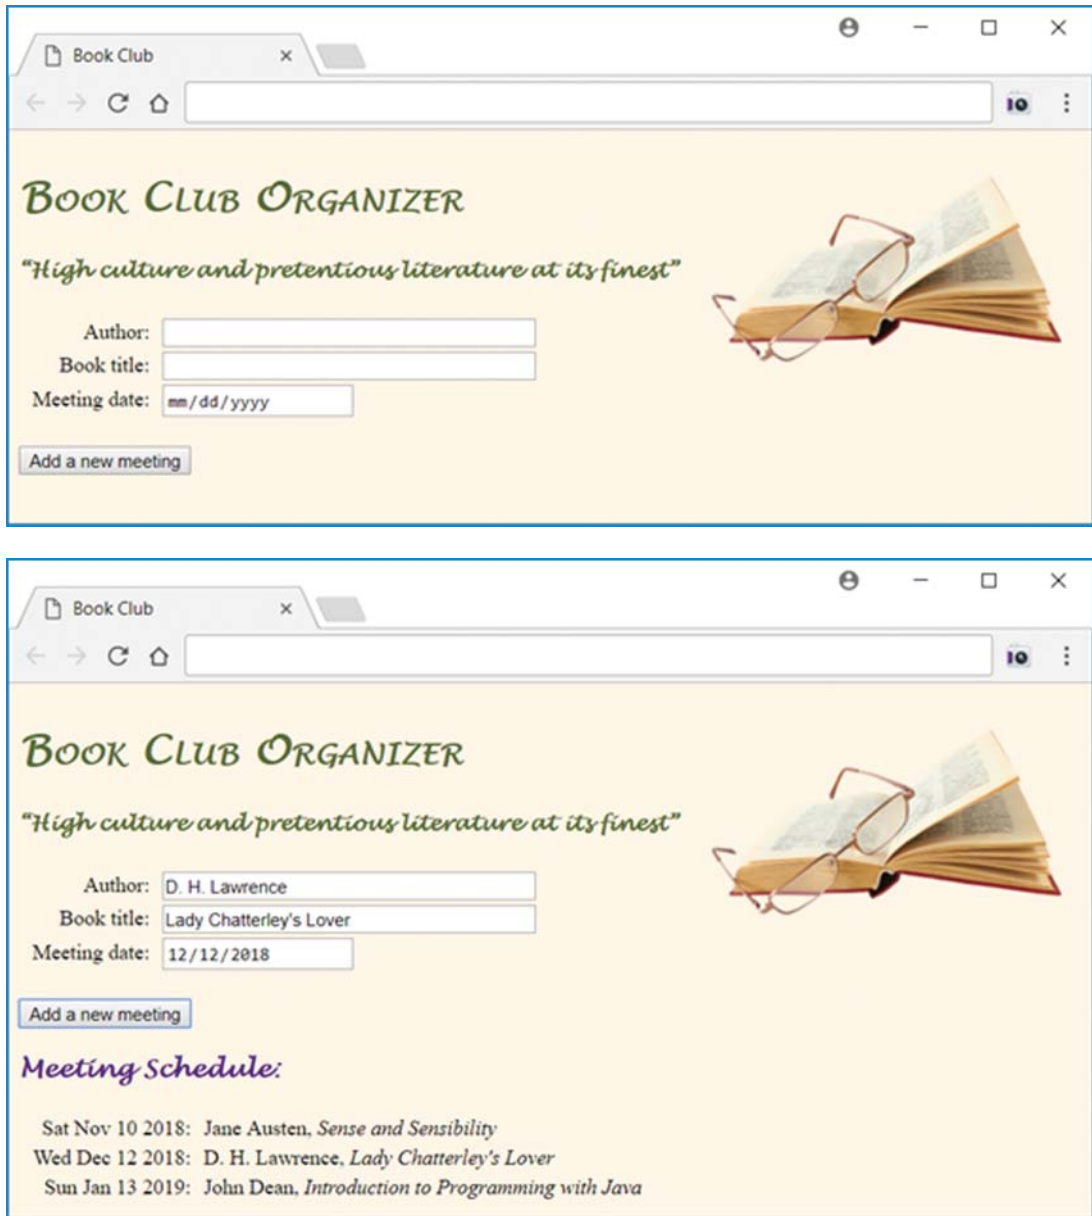 Book Club
BOOK CLUB ORGANIZER
“High culture and pretentious literature at its finest”
Author:
Book title:
Meeting date: mm/dd/yyyy
Add a new meeting
Book Club
BOOK CLUB ORGANIZER
“High culture and pretentious literature at its finest”
Author: D. H. Lawrence
Book title: Lady Chatterley's Lover
Meeting date: 12/12/2018
Add a new meeting
Meeting Schedule:
Sat Nov 10 2018: Jane Austen, Sense and Sensibility
Wed Dec 12 2018: D. H. Lawrence, Lady Chatterley's Lover
Sun Jan 13 2019: John Dean, Introduction to Programming with Java